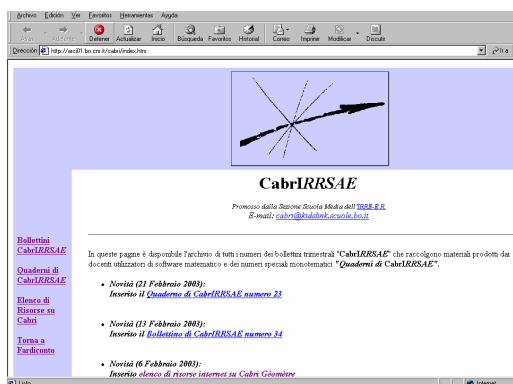 Archivo Edición Ver Favoritos Herramientas Ayuda
Atrás Adelante Detener Actualizar Inicio Búsqueda Favoritos Historial Correo Imprimir Modificar Discutir
Dirección http://arci01.bo.cnr.it/cabri/index.htm Ir a
CabrIRRSAE
Promosso dalla Sezione Scuola Media dell'IRRE-E.R.
E-mail: cabri@kidslink.scuola.bo.it
Bollettini
CabrIRRSAE
Quaderni di
CabrIRRSAE
Elenco di
Risorse su
Cabri
Torna a
Fardiconto
In queste pagine è disponibile l'archivio di tutti i numeri dei bollettini trimestrali "CabrIRRSAE" che raccolgono materiali prodotti dai
docenti utilizzatori di software matematico e dei numeri speciali monotematici "Quaderni di CabrIRRSAE".
• Novità (21 Febbraio 2003):
Inserito il Quaderno di CabrIRRSAE numero 23
• Novità (13 Febbraio 2003):
Inserito il Bollettino di CabrIRRSAE numero 34
• Novità (6 Febbraio 2003):
Inserito elenco di risorse internet su Cabri Géomètre
Listo Internet